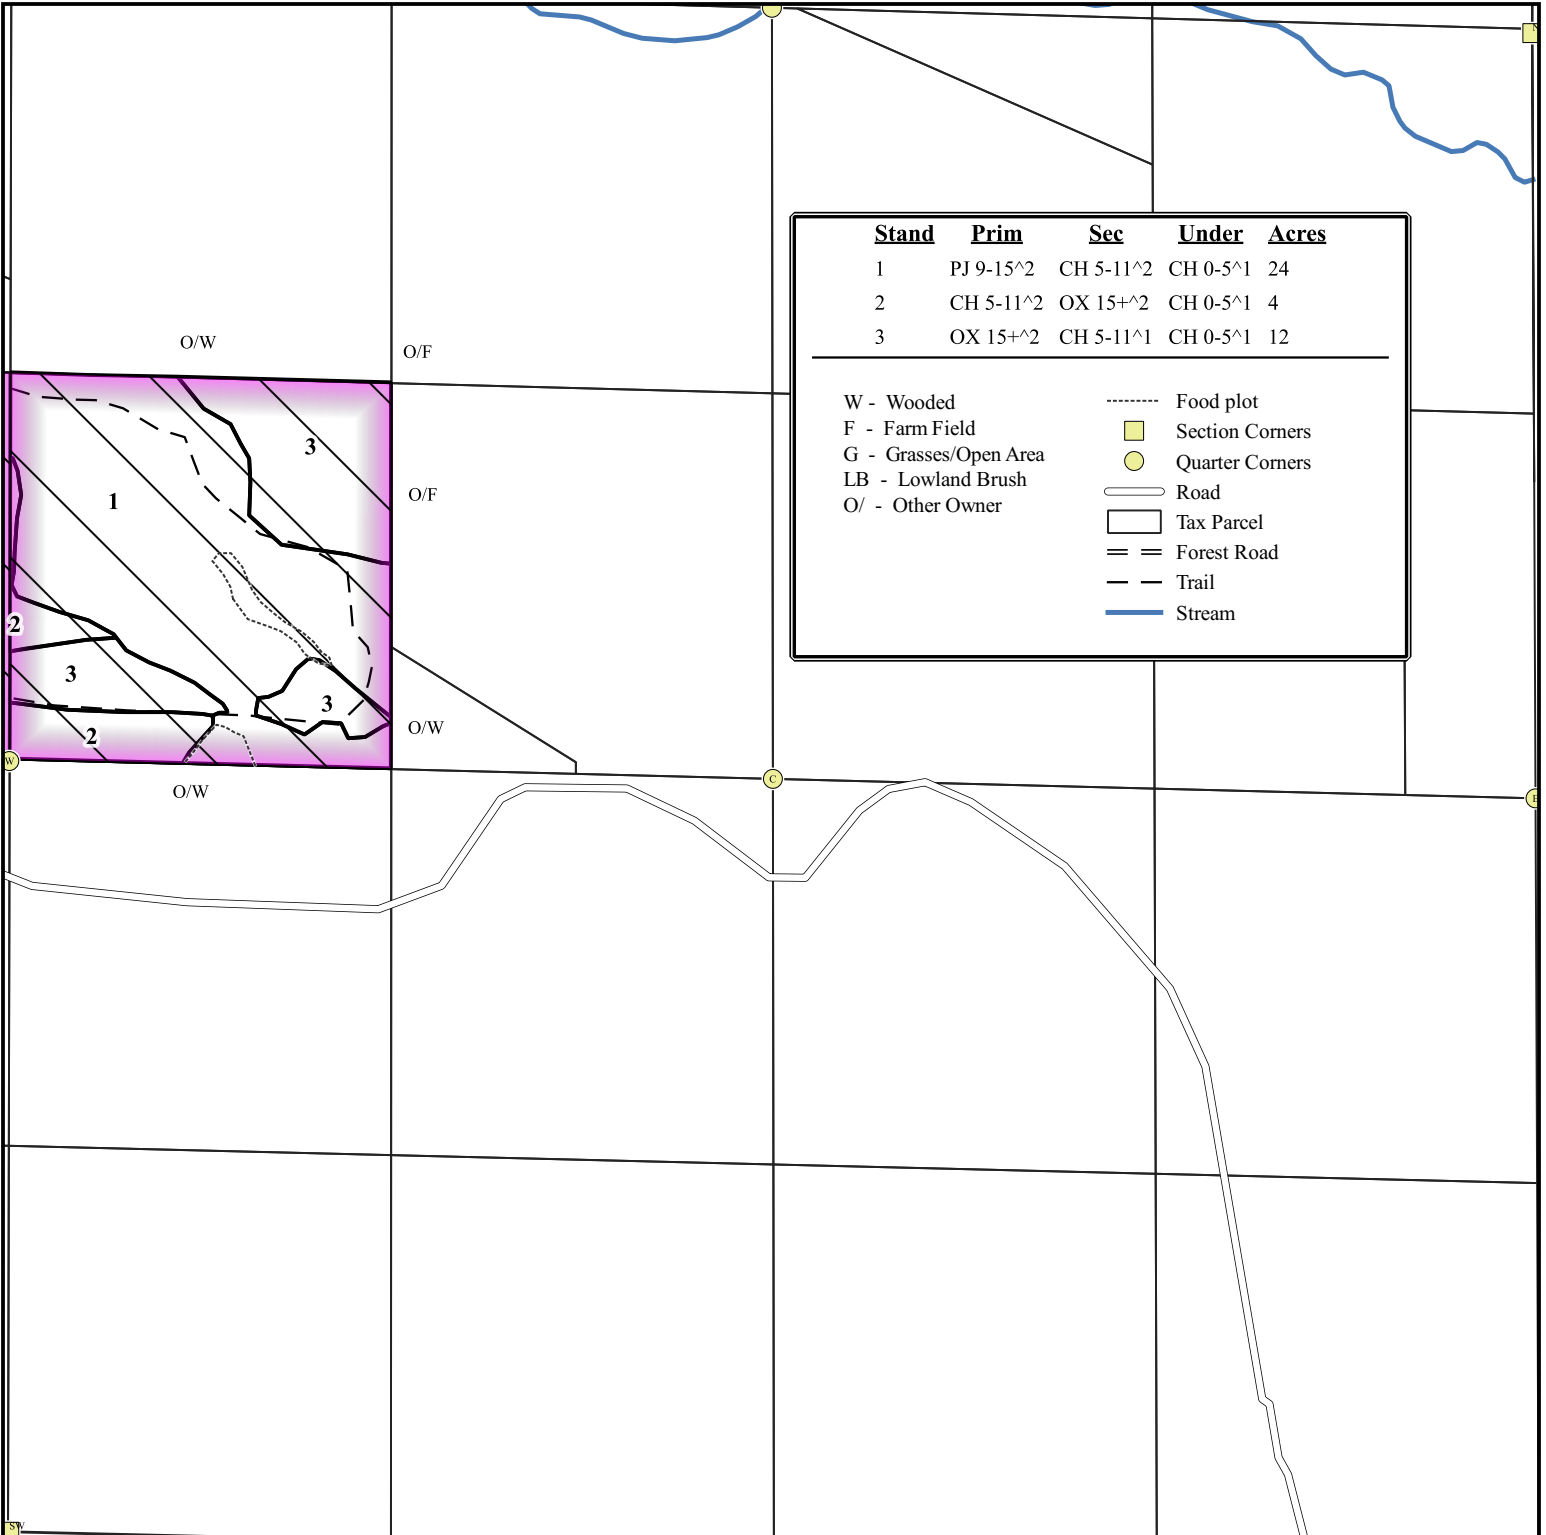 N
Stand Prim Sec Under Acres
1 PJ 9-15^2 CH 5-11^2 CH 0-5^1 24
2 CH 5-11^2 OX 15+^2 CH 0-5^1 4
3 OX 15+^2 CH 5-11^1 CH 0-5^1 12
W - Wooded
F - Farm Field
G - Grasses/Open Area
LB - Lowland Brush
O/ - Other Owner
Food plot
Section Corners
Quarter Corners
Road
Tax Parcel
Forest Road
Trail
Stream
O/W
O/F
3
1
O/F
2
3
3
O/W
2
W
C
E
O/W
SW